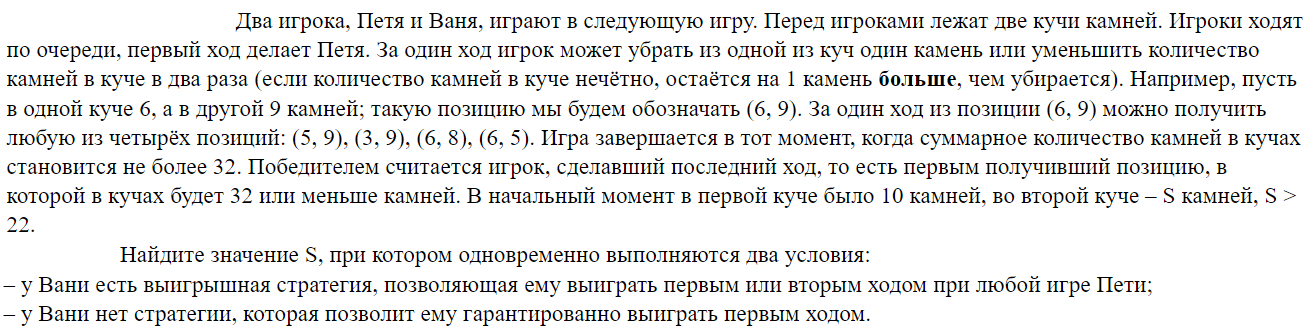 Два игрока, Петя и Ваня, играют в следующую игру. Перед игроками лежат две кучи камней. Игроки ходят
по очереди, первый ход делает Петя. За один ход игрок может убрать из одной из куч один камень или уменьшить количество
камней в куче в два раза (если количество камней в куче нечётно, остаётся на 1 камень больше, чем убирается). Например, пусть
в одной куче 6, а в другой 9 камней; такую позицию мы будем обозначать (6, 9). За один ход из позиции (6, 9) можно получить
любую из четырёх позиций: (5, 9), (3, 9), (6, 8), (6, 5). Игра завершается в тот момент, когда суммарное количество камней в кучах
становится не более 32. Победителем считается игрок, сделавший последний ход, то есть первым получивший позицию, в
которой в кучах будет 32 или меньше камней. В начальный момент в первой куче было 10 камней, во второй куче – S камней, S >
22.
Найдите значение S, при котором одновременно выполняются два условия:
– у Вани есть выигрышная стратегия, позволяющая ему выиграть первым или вторым ходом при любой игре Пети;
– у Вани нет стратегии, которая позволит ему гарантированно выиграть первым ходом.